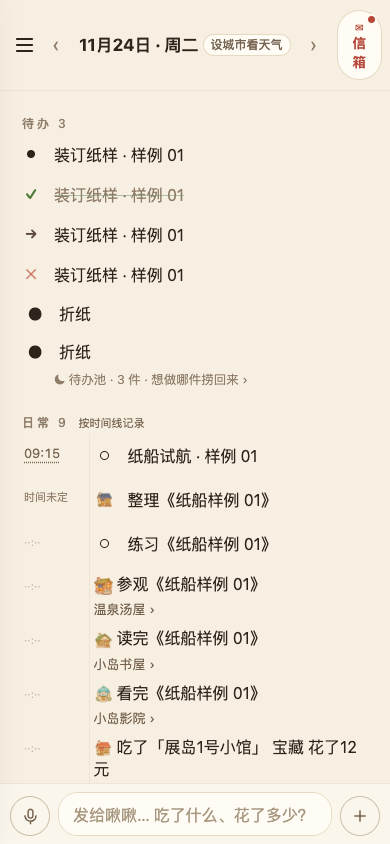 11月24日 · 周二
设城市看天气
信
箱
待办 3
装订纸样 · 样例 01
装订纸样 · 样例 01
装订纸样 · 样例 01
装订纸样 · 样例 01
折纸
折纸
待办池 · 3 件 · 想做哪件捞回来 ›
日常 9 按时间线记录
09:15 纸船试航 · 样例 01
时间未定 整理《纸船样例 01》
--:-- 练习《纸船样例 01》
--:-- 参观《纸船样例 01》
温泉汤屋 ›
--:-- 读完《纸船样例 01》
小岛书屋 ›
--:-- 看完《纸船样例 01》
小岛影院 ›
--:-- 吃了「展岛1号小馆」 宝藏 花了12
元
发给啾啾... 吃了什么、花了多少?